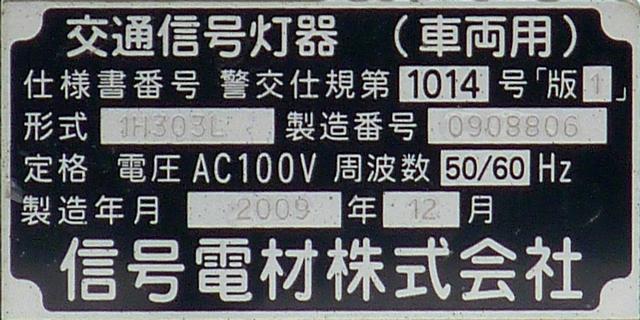 交通信号灯器（車両用）
仕様書番号 警交仕規第 1014 号「版1」
形式 1H303L 製造番号 0908806
定格 電圧 AC100V 周波数 50/60 Hz
製造年月 2009 年 12 月
信号電材株式会社